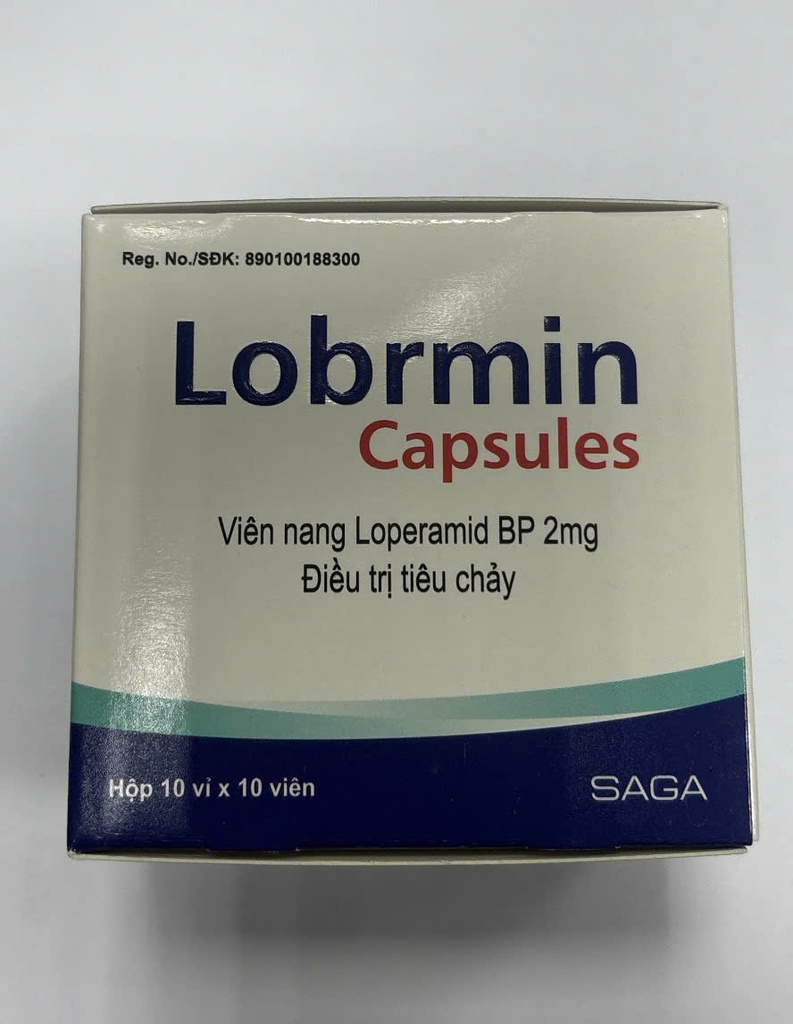 Reg. No./SĐK: 890100188300
Lobrmin
Capsules
Viên nang Loperamid BP 2mg
Điều trị tiêu chảy
Hộp 10 vỉ x 10 viên
SAGA